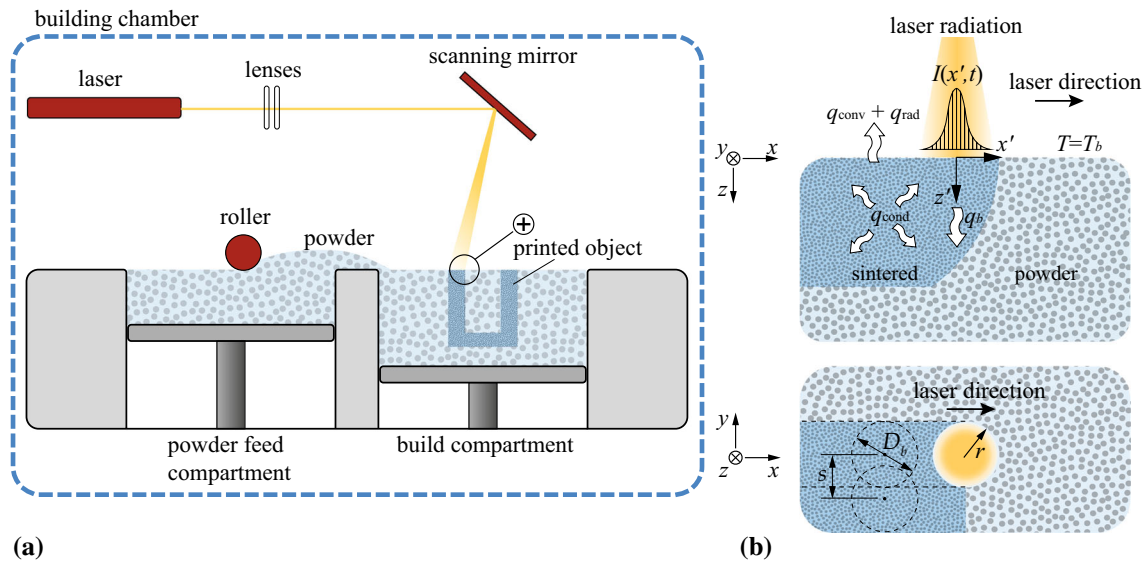 building chamber
laser
lenses
scanning mirror
roller
powder
printed object
powder feed
compartment
build compartment
(a)
y
x
z
y
z
x
laser radiation
I(x′,t)
laser direction
qconv + qrad
x′
T=Tb
z′
qcond
qb
sintered
powder
laser direction
Db
r
s
(b)